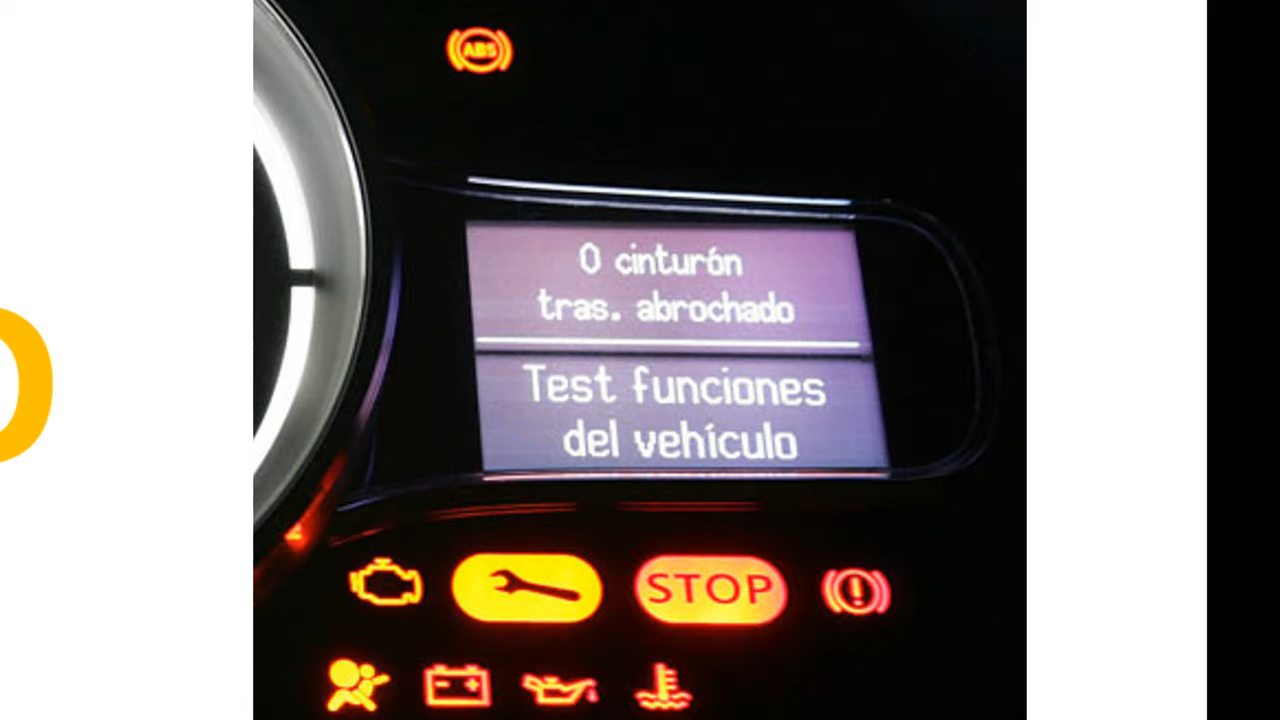 ABS
0 cinturón
tras. abrochado
Test funciones
del vehículo
STOP